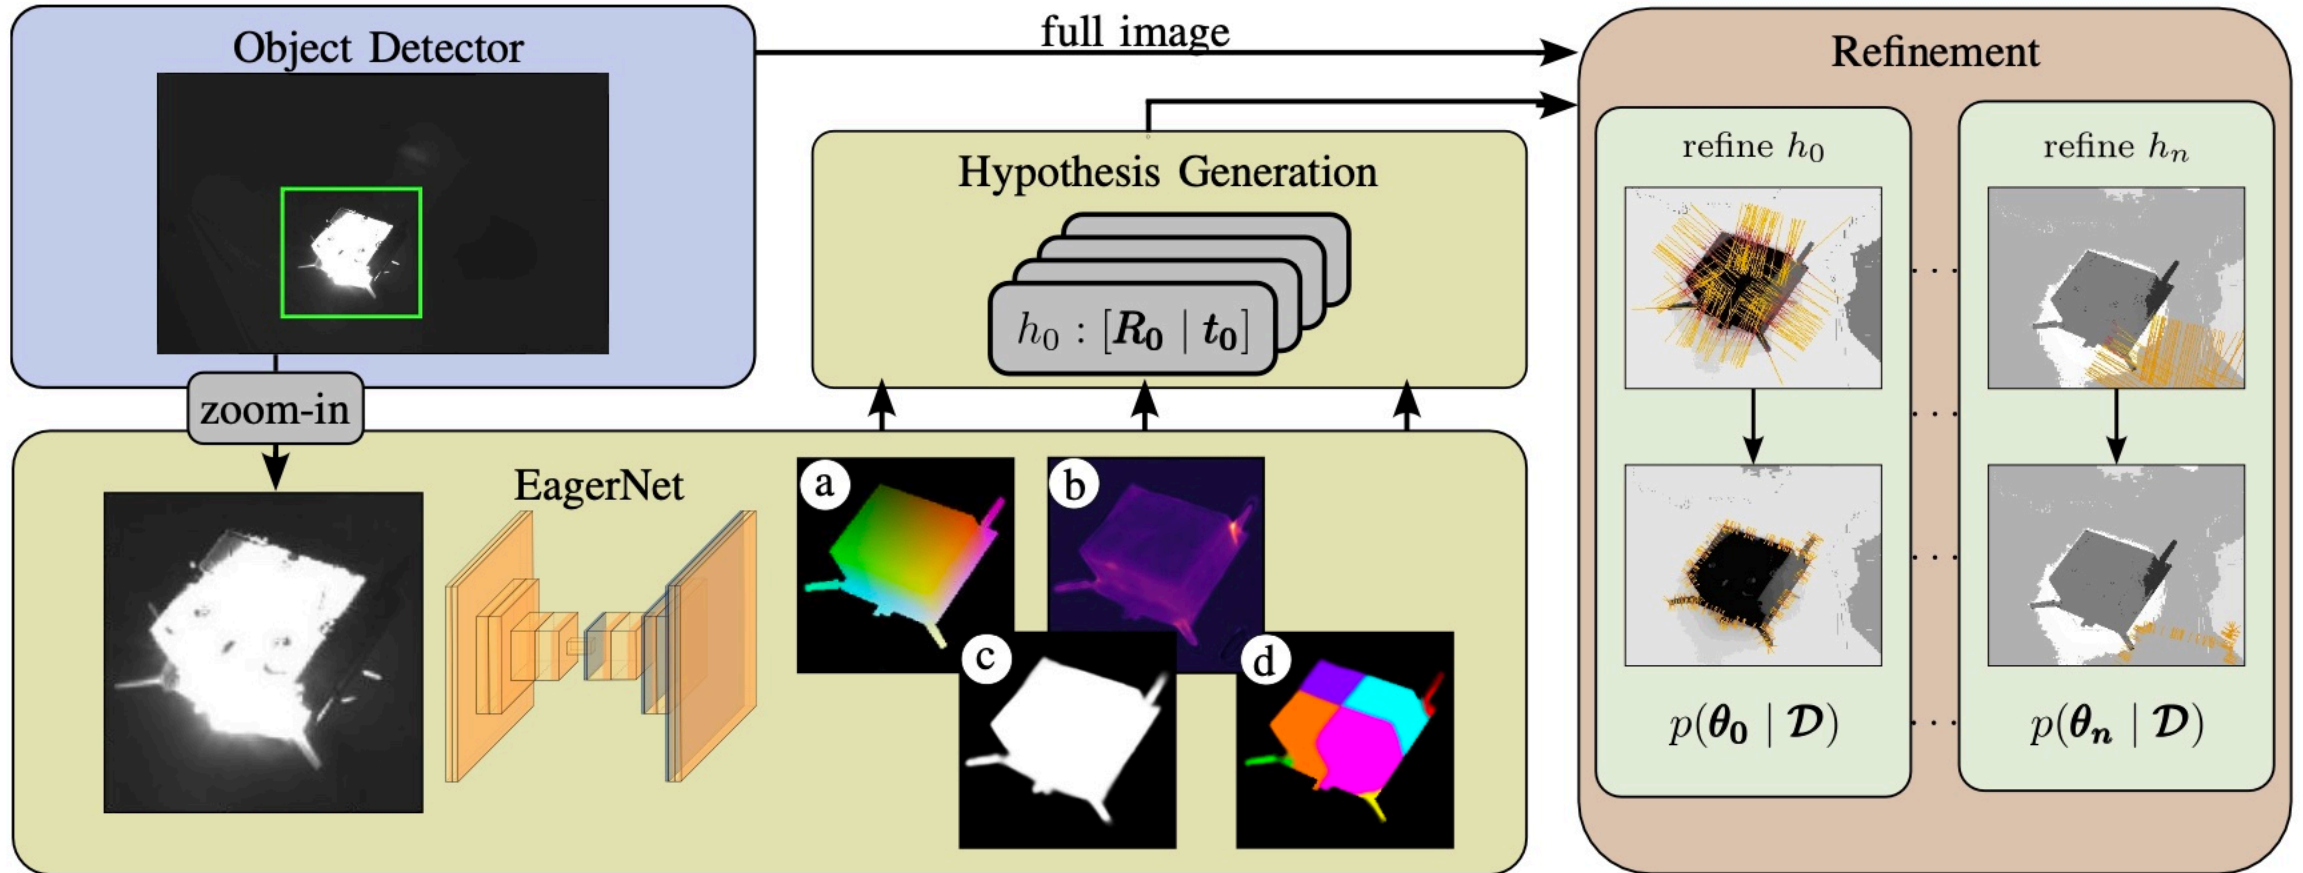 Object Detector
full image
Refinement
Hypothesis Generation
h₀ : [R₀ | t₀]
zoom-in
EagerNet
a
b
c
d
refine h₀
refine hₙ
. . .
. . .
. . .
p(θ₀ | 𝒟)
. . .
p(θₙ | 𝒟)